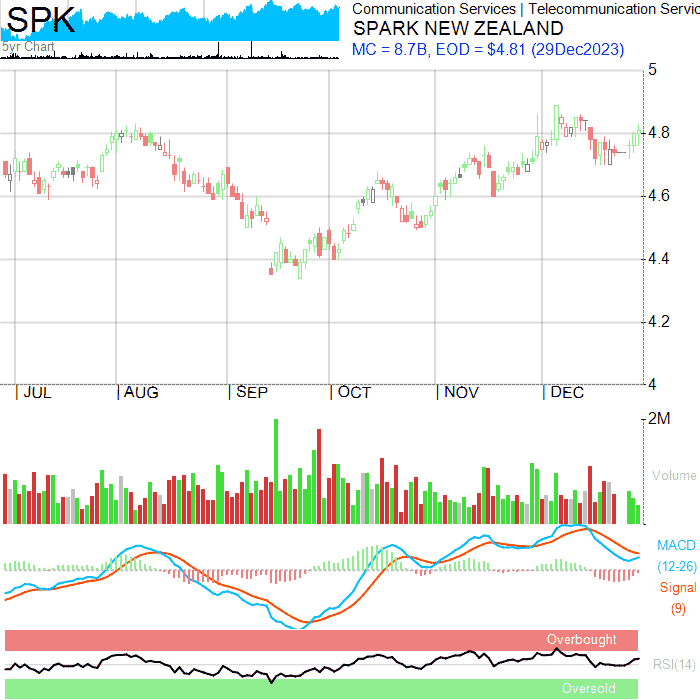 SPK
5yr Chart
Communication Services | Telecommunication Servic
SPARK NEW ZEALAND
MC = 8.7B, EOD = $4.81 (29Dec2023)
5
4.8
4.6
4.4
4.2
4
| JUL | AUG | SEP | OCT | NOV | DEC
2M
Volume
MACD
(12-26)
Signal
(9)
Overbought
RSI(14)
Oversold